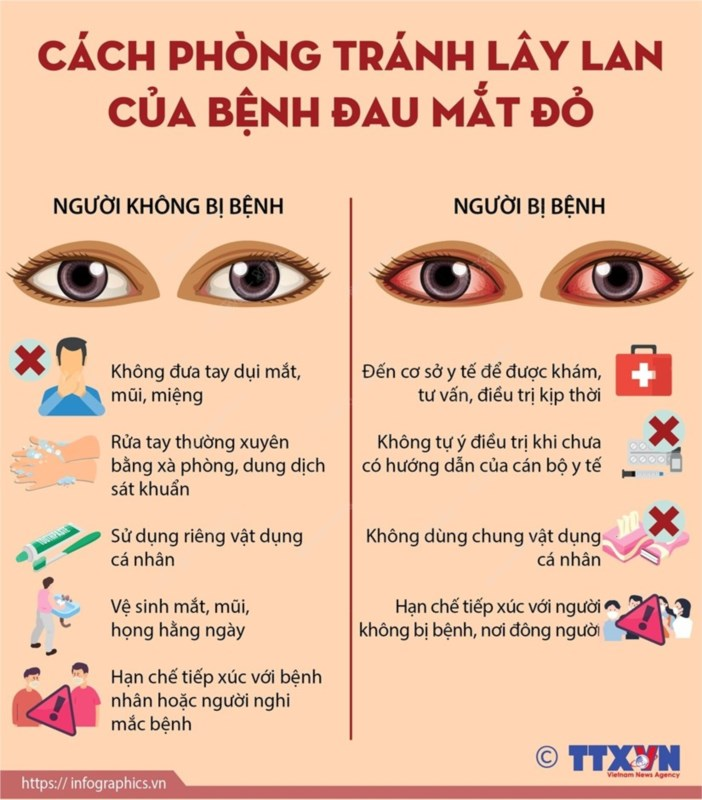 CÁCH PHÒNG TRÁNH LÂY LAN
CỦA BỆNH ĐAU MẮT ĐỎ
NGƯỜI KHÔNG BỊ BỆNH
Không đưa tay dụi mắt,
mũi, miệng
Rửa tay thường xuyên
bằng xà phòng, dung dịch
sát khuẩn
Sử dụng riêng vật dụng
cá nhân
Vệ sinh mắt, mũi,
họng hằng ngày
Hạn chế tiếp xúc với bệnh
nhân hoặc người nghi
mắc bệnh
NGƯỜI BỊ BỆNH
Đến cơ sở y tế để được khám,
tư vấn, điều trị kịp thời
Không tự ý điều trị khi chưa
có hướng dẫn của cán bộ y tế
Không dùng chung vật dụng
cá nhân
Hạn chế tiếp xúc với người
không bị bệnh, nơi đông người
© TTXVN
Vietnam News Agency
https:// infographics.vn